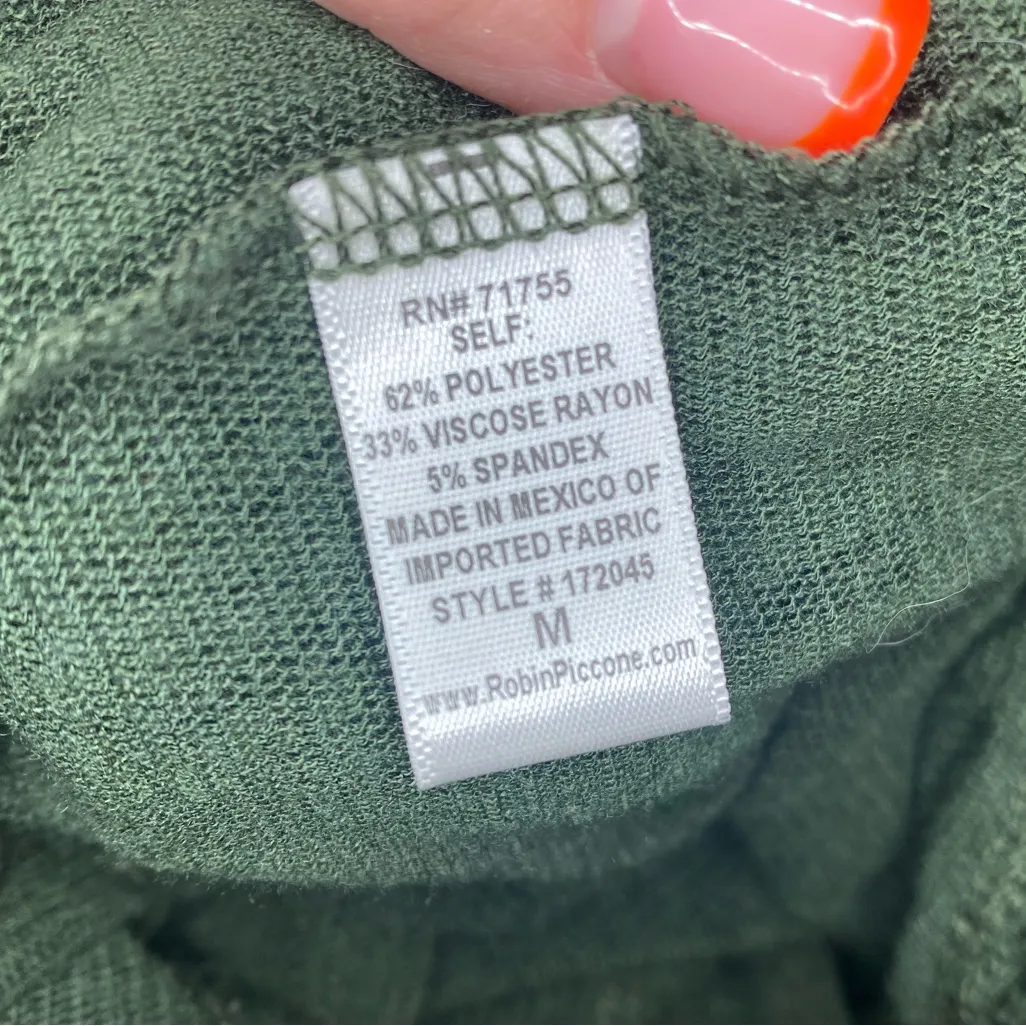 RN# 71755
SELF:
62% POLYESTER
33% VISCOSE RAYON
5% SPANDEX
MADE IN MEXICO OF
IMPORTED FABRIC
STYLE # 172045
M
www.RobinPiccone.com